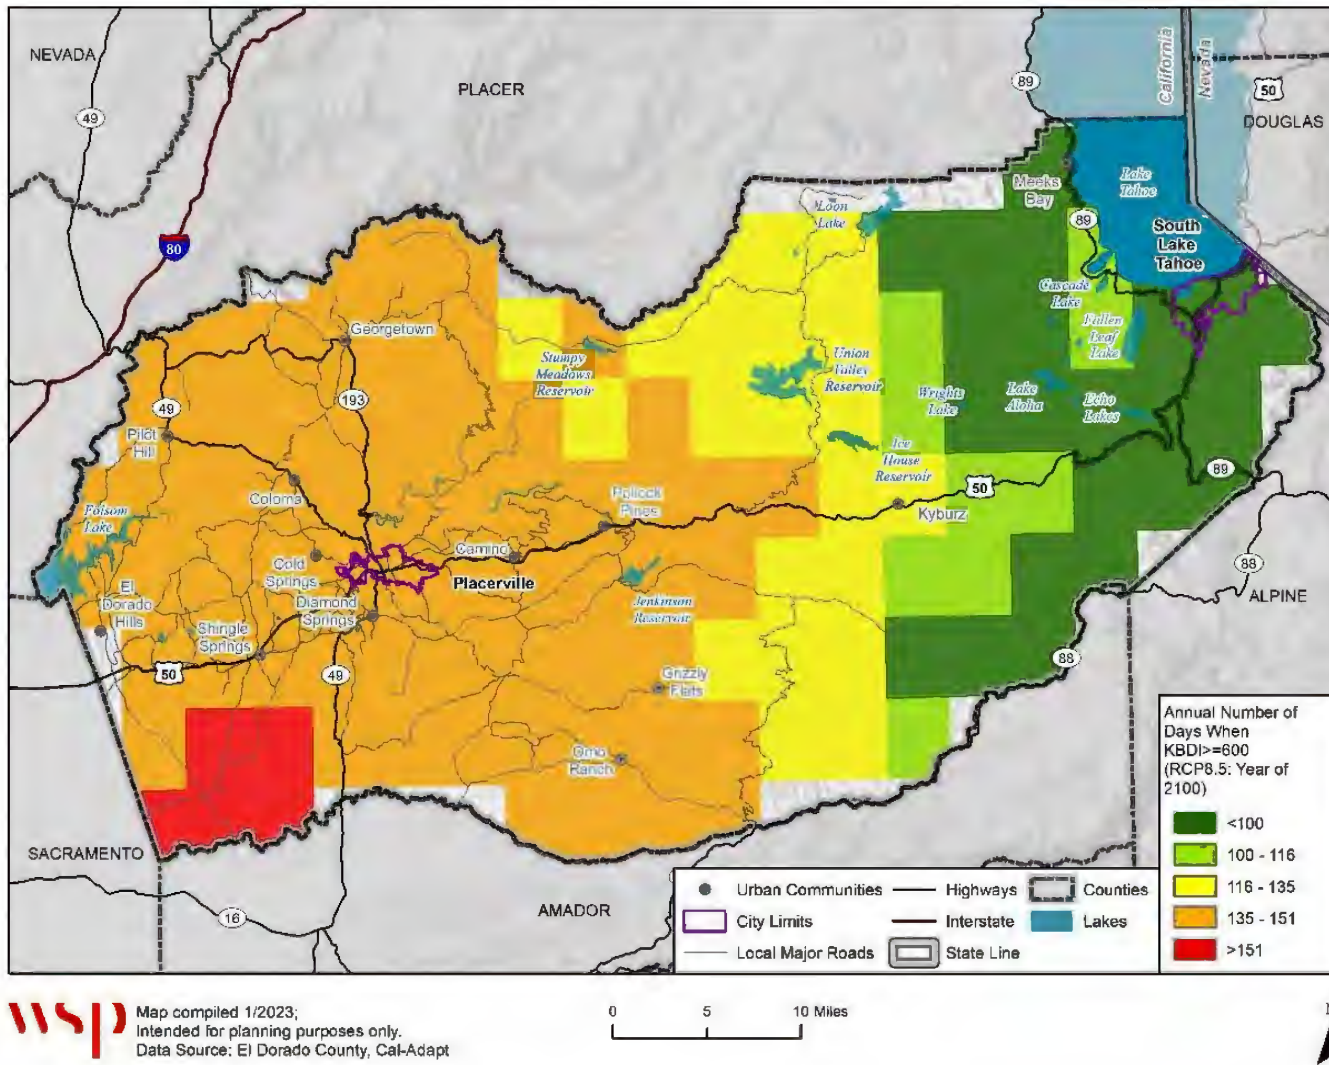 NEVADA
PLACER
California
Nevada
89
50
DOUGLAS
49
80
Meeks
Bay
Lake
Tahoe
Loon
Lake
89
South
Lake
Tahoe
Cascade
Lake
Fallen
Leaf
Lake
Georgetown
Stumpy
Meadows
Reservoir
Union
Valley
Reservoir
193
49
Wrights
Lake
Lake
Aloha
Echo
Lakes
Pilot
Hill
Ice
House
Reservoir
89
Coloma
50
Pollock
Pines
Kyburz
Folsom
Lake
Camino
Cold
Springs
Placerville
88
El
Dorado
Hills
Diamond
Springs
Jenkinson
Reservoir
ALPINE
Shingle
Springs
50
49
88
Grizzly
Flats
Omo
Ranch
SACRAMENTO
16
AMADOR
Annual Number of
Days When
KBDI>=600
(RCP8.5: Year of
2100)
<100
100 - 116
116 - 135
135 - 151
>151
Urban Communities
Highways
Counties
City Limits
Interstate
Lakes
Local Major Roads
State Line
wsp
Map compiled 1/2023;
Intended for planning purposes only.
Data Source: El Dorado County, Cal-Adapt
0 5 10 Miles